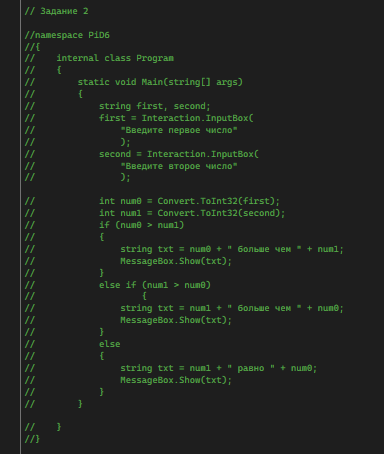 // Задание 2
//namespace PiD6
//{
//    internal class Program
//    {
//        static void Main(string[] args)
//        {
//            string first, second;
//            first = Interaction.InputBox(
//                "Введите первое число"
//                );
//            second = Interaction.InputBox(
//                "Введите второе число"
//                );
//            int num0 = Convert.ToInt32(first);
//            int num1 = Convert.ToInt32(second);
//            if (num0 > num1)
//            {
//                string txt = num0 + " больше чем " + num1;
//                MessageBox.Show(txt);
//            }
//            else if (num1 > num0)
//                    {
//                string txt = num1 + " больше чем " + num0;
//                MessageBox.Show(txt);
//            }
//            else
//            {
//                string txt = num1 + " равно " + num0;
//                MessageBox.Show(txt);
//            }
//        }
//    }
//}